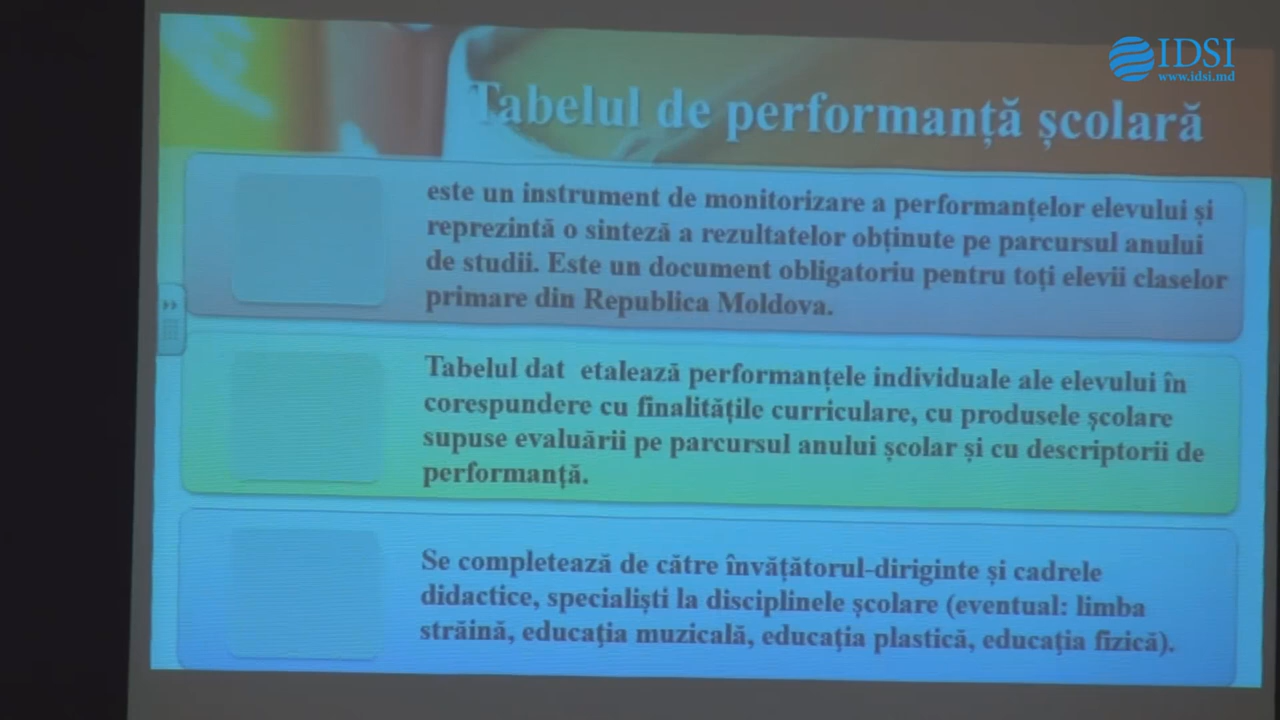 IDSI
www.idsi.md
Tabelul de performanță școlară
este un instrument de monitorizare a performanțelor elevului și
reprezintă o sinteză a rezultatelor obținute pe parcursul anului
de studii. Este un document obligatoriu pentru toți elevii claselor
primare din Republica Moldova.
Tabelul dat etalează performanțele individuale ale elevului în
corespundere cu finalitățile curriculare, cu produsele școlare
supuse evaluării pe parcursul anului școlar și cu descriptorii de
performanță.
Se completează de către învățătorul-diriginte și cadrele
didactice, specialiști la disciplinele școlare (eventual: limba
străină, educația muzicală, educația plastică, educația fizică).